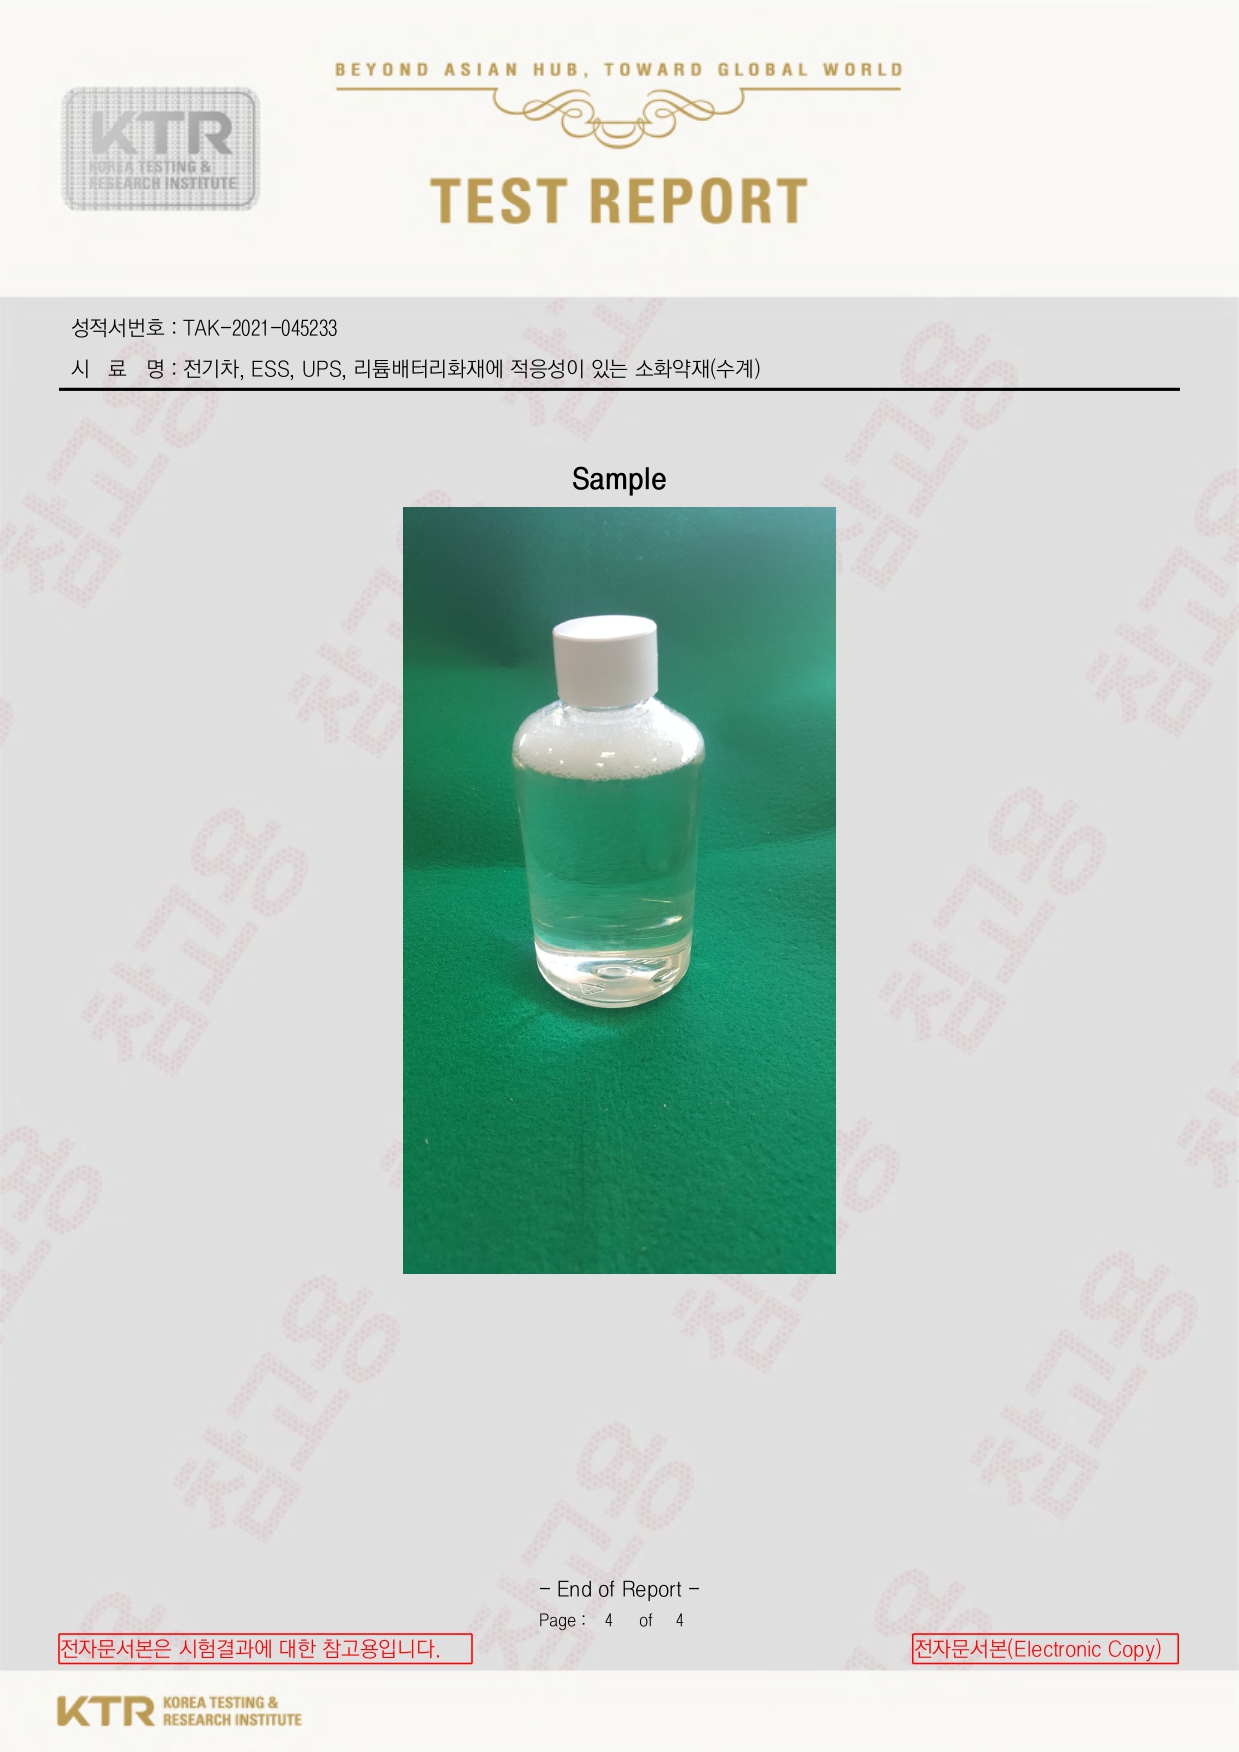 BEYOND ASIAN HUB, TOWARD GLOBAL WORLD
KTR
KOREA TESTING &
RESEARCH INSTITUTE
TEST REPORT
성적서번호 : TAK-2021-045233
시 료 명 : 전기차, ESS, UPS, 리튬배터리화재에 적응성이 있는 소화약재(수계)
Sample
참고용
- End of Report -
Page : 4 of 4
전자문서본은 시험결과에 대한 참고용입니다.
전자문서본(Electronic Copy)
KTR KOREA TESTING &
RESEARCH INSTITUTE